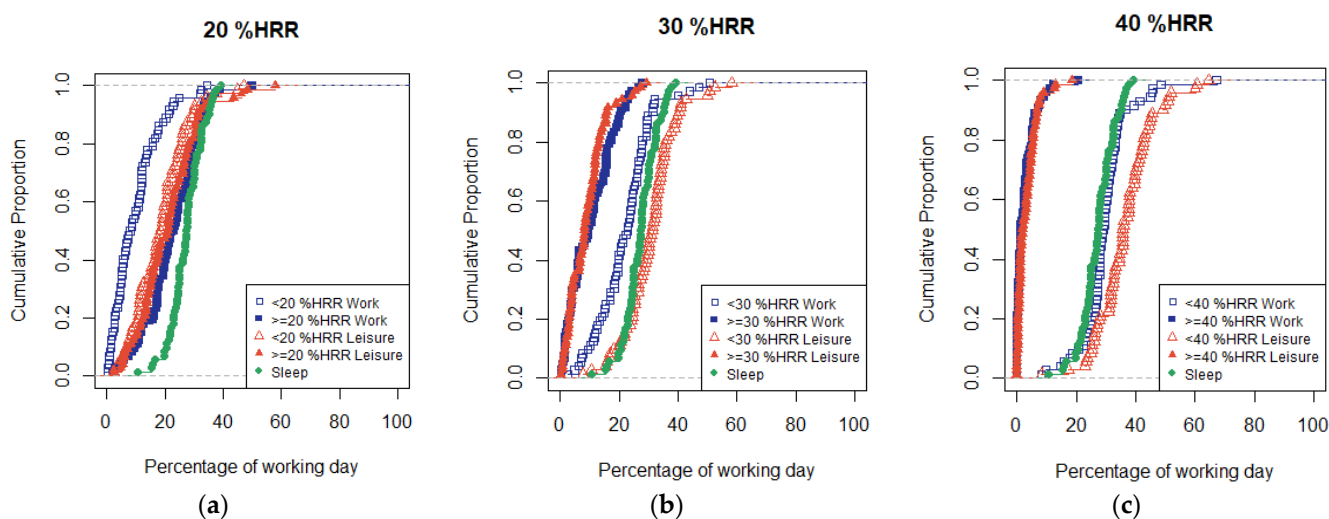 20 %HRR
Cumulative Proportion
0.0 0.2 0.4 0.6 0.8 1.0
<20 %HRR Work
>=20 %HRR Work
<20 %HRR Leisure
>=20 %HRR Leisure
Sleep
0 20 40 60 80 100
Percentage of working day
(a)
30 %HRR
Cumulative Proportion
0.0 0.2 0.4 0.6 0.8 1.0
<30 %HRR Work
>=30 %HRR Work
<30 %HRR Leisure
>=30 %HRR Leisure
Sleep
0 20 40 60 80 100
Percentage of working day
(b)
40 %HRR
Cumulative Proportion
0.0 0.2 0.4 0.6 0.8 1.0
<40 %HRR Work
>=40 %HRR Work
<40 %HRR Leisure
>=40 %HRR Leisure
Sleep
0 20 40 60 80 100
Percentage of working day
(c)